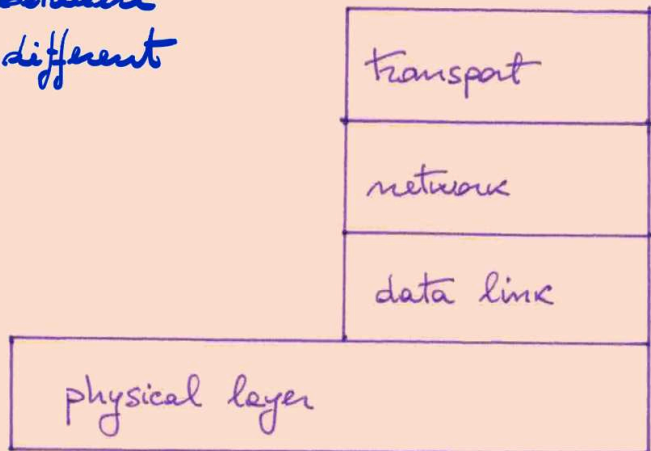 different
transport
network
data link
physical layer